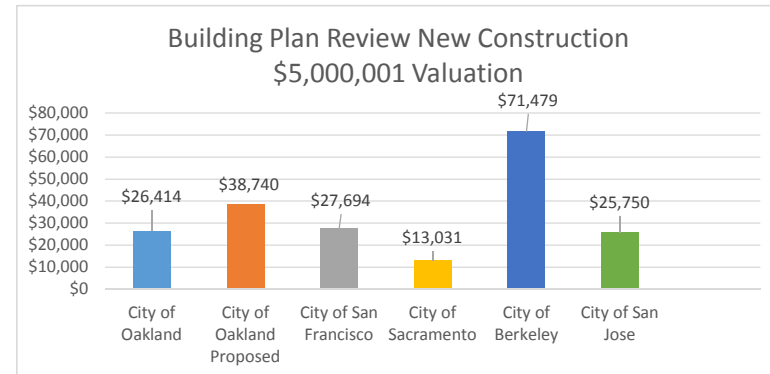 Building Plan Review New Construction
$5,000,001 Valuation
$80,000
$70,000
$60,000
$50,000
$40,000
$30,000
$20,000
$10,000
$0
$26,414
$38,740
$27,694
$13,031
$71,479
$25,750
City of
Oakland
City of
Oakland
Proposed
City of San
Francisco
City of
Sacramento
City of
Berkeley
City of San
Jose